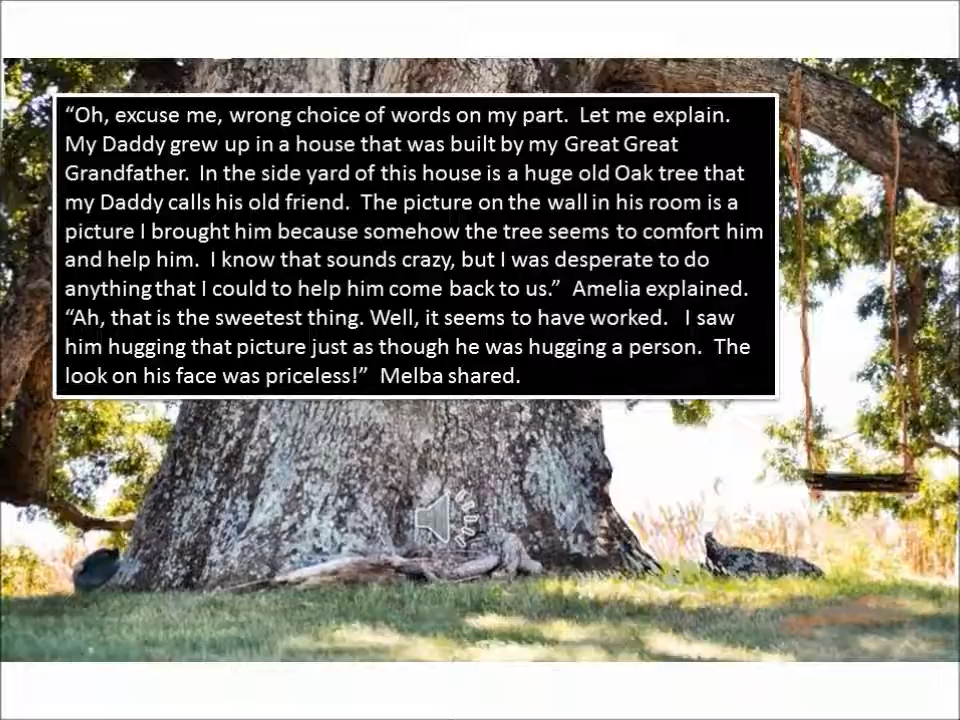 “Oh, excuse me, wrong choice of words on my part.  Let me explain.
My Daddy grew up in a house that was built by my Great Great
Grandfather.  In the side yard of this house is a huge old Oak tree that
my Daddy calls his old friend.  The picture on the wall in his room is a
picture I brought him because somehow the tree seems to comfort him
and help him.  I know that sounds crazy, but I was desperate to do
anything that I could to help him come back to us.”  Amelia explained.
“Ah, that is the sweetest thing. Well, it seems to have worked.   I saw
him hugging that picture just as though he was hugging a person.  The
look on his face was priceless!”  Melba shared.